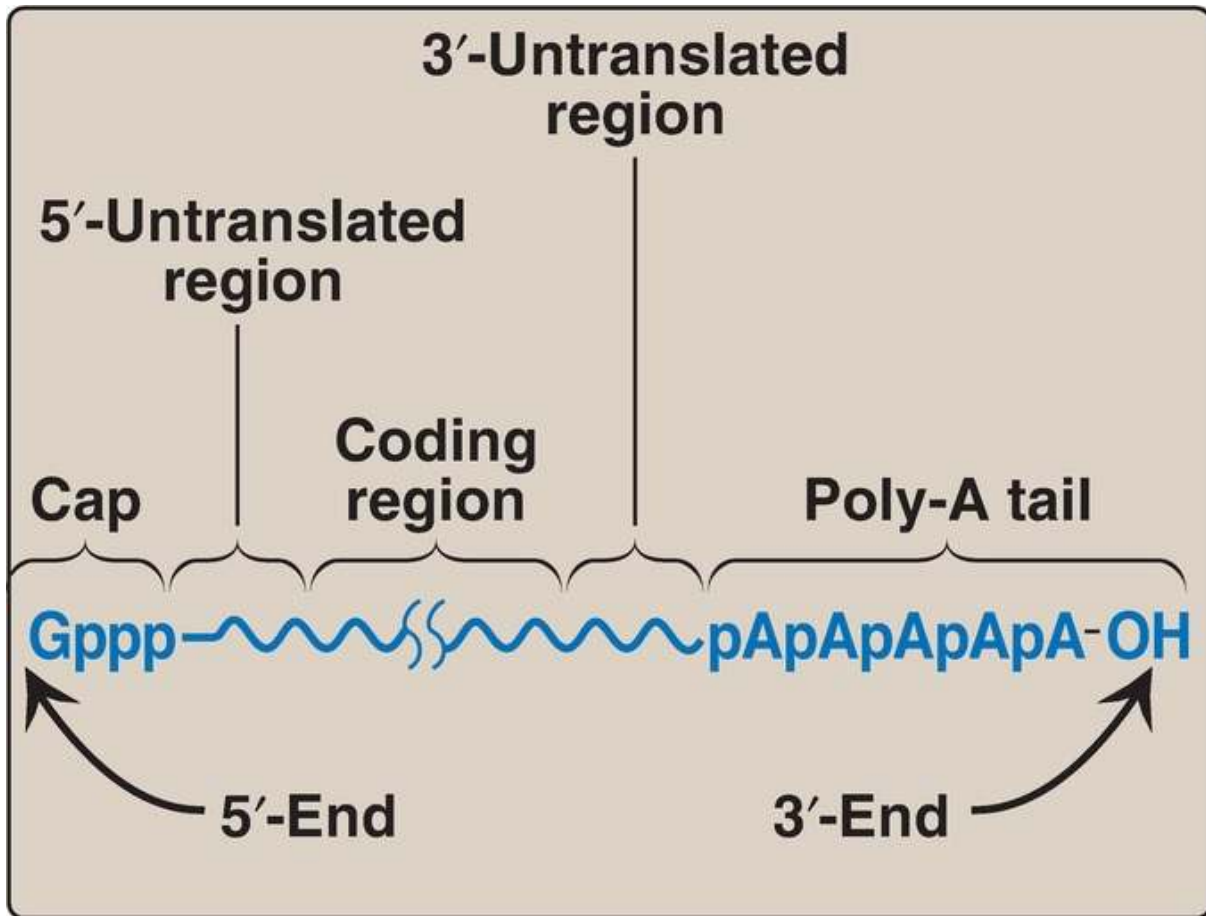 3′-Untranslated
region
5′-Untranslated
region
Coding
region
Cap
Poly-A tail
Gppp
pApApApApA-OH
5′-End
3′-End